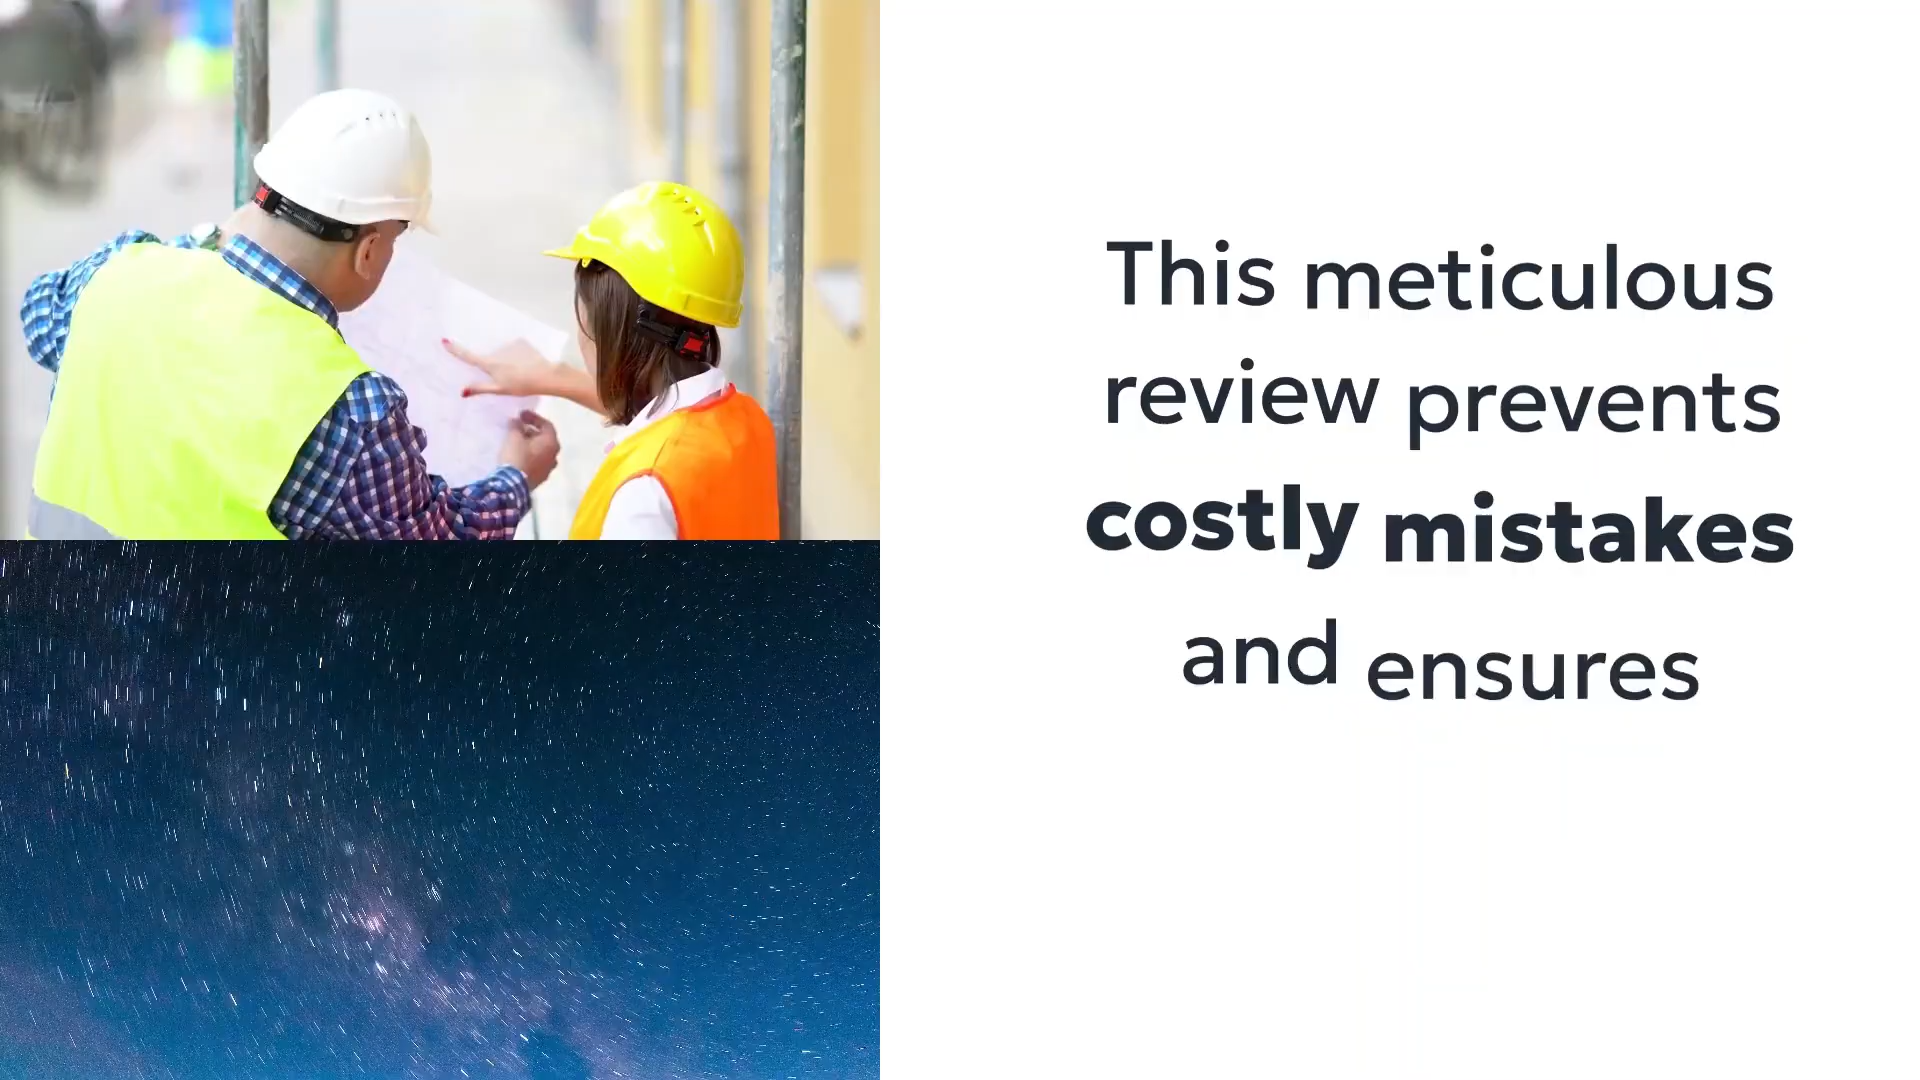 This meticulous
review prevents
costly mistakes
and ensures